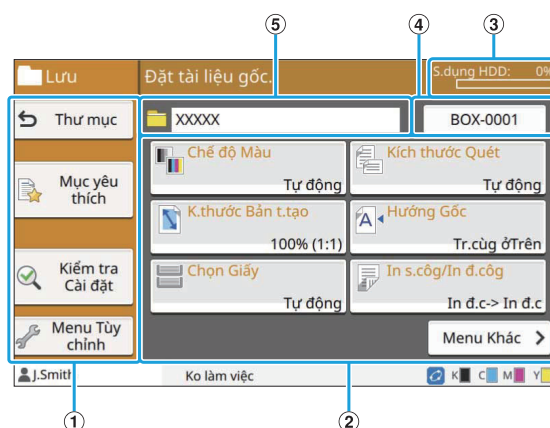 ⑤ ④ ③
Lưu
Đặt tài liệu gốc.
S.dụng HDD: 0%
Thư mục
XXXXX
BOX-0001
Mục yêu
thích
Chế độ Màu
Tự động
Kích thước Quét
Tự động
K.thước Bản t.tạo
100% (1:1)
Hướng Gốc
Tr.cùg ởTrên
Kiểm tra
Cài đặt
Chọn Giấy
Tự động
In s.côg/In đ.côg
In đ.c-> In đ.c
Menu Tùy
chỉnh
Menu Khác
J.Smith
Ko làm việc
K C M Y
① ②